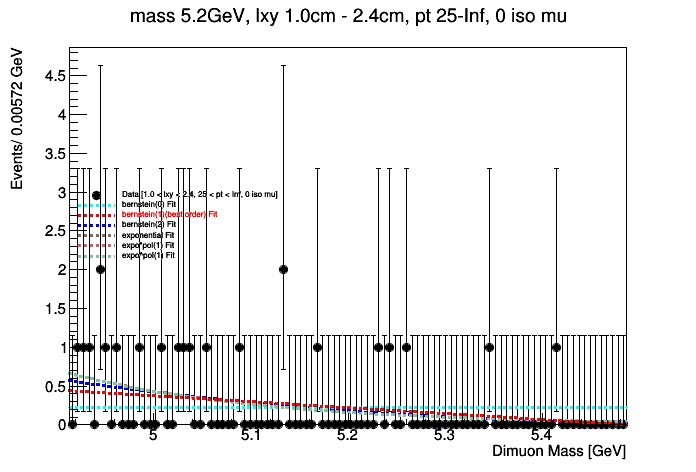 mass 5.2GeV, lxy 1.0cm - 2.4cm, pt 25-Inf, 0 iso mu
Events/ 0.00572 GeV
4.5
4
3.5
3
2.5
2
1.5
1
0.5
0
Data [1.0 < lxy < 2.4, 25 < pt < Inf, 0 iso mu]
bernstein(0) Fit
bernstein(1)(best order) Fit
bernstein(2) Fit
exponential Fit
expo*pol(1) Fit
expo*pol(1) Fit
5
5.1
5.2
5.3
5.4
Dimuon Mass [GeV]